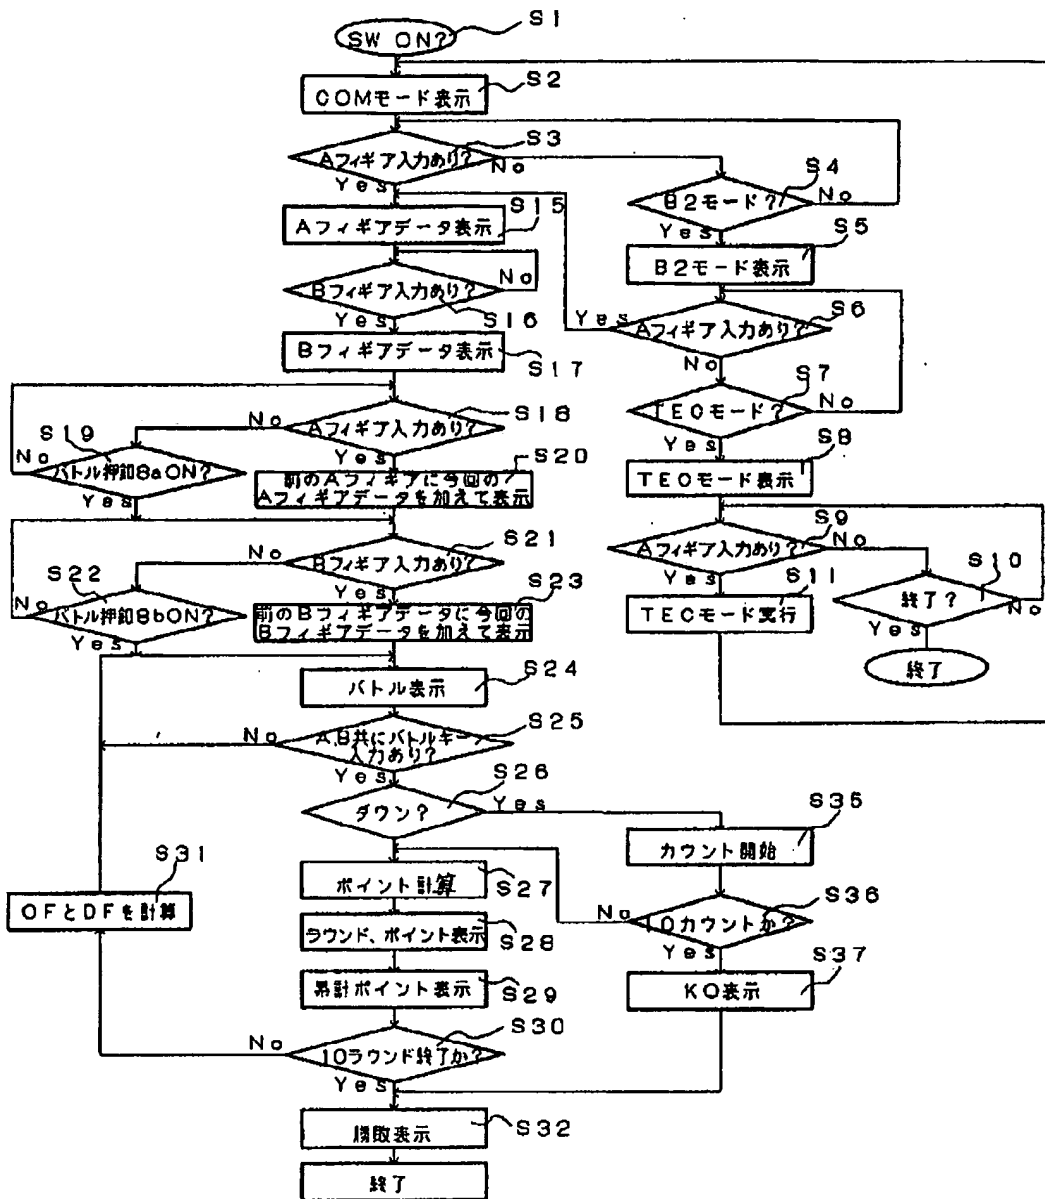 S1
SW ON?
S2
COMモード表示
S3
Aフィギア入力あり?
No
Yes
S4
B2モード?
No
Yes
S5
B2モード表示
S15
Aフィギアデータ表示
No
Bフィギア入力あり?
Yes
S16
S6
Yes
Aフィギア入力あり?
No
Bフィギアデータ表示
S17
S7
TECモード?
No
Yes
S18
No
Aフィギア入力あり?
Yes
S19
バトル押釦8aON?
No
Yes
S20
前のAフィギアに今回の
Aフィギアデータを加えて表示
S8
TECモード表示
S9
Aフィギア入力あり?
No
Yes
S10
終了?
No
Yes
終了
S11
TECモード実行
S21
No
Bフィギア入力あり?
Yes
S22
バトル押釦8bON?
No
Yes
S23
前のBフィギアデータに今回の
Bフィギアデータを加えて表示
S24
バトル表示
S25
No
A,B共にバトルキー
入力あり?
Yes
S26
ダウン?
Yes
S35
カウント開始
S36
No
10カウントか?
Yes
S37
KO表示
S27
ポイント計算
S31
OFとDFを計算
S28
ラウンド、ポイント表示
S29
累計ポイント表示
S30
No
10ラウンド終了か?
Yes
S32
勝敗表示
終了